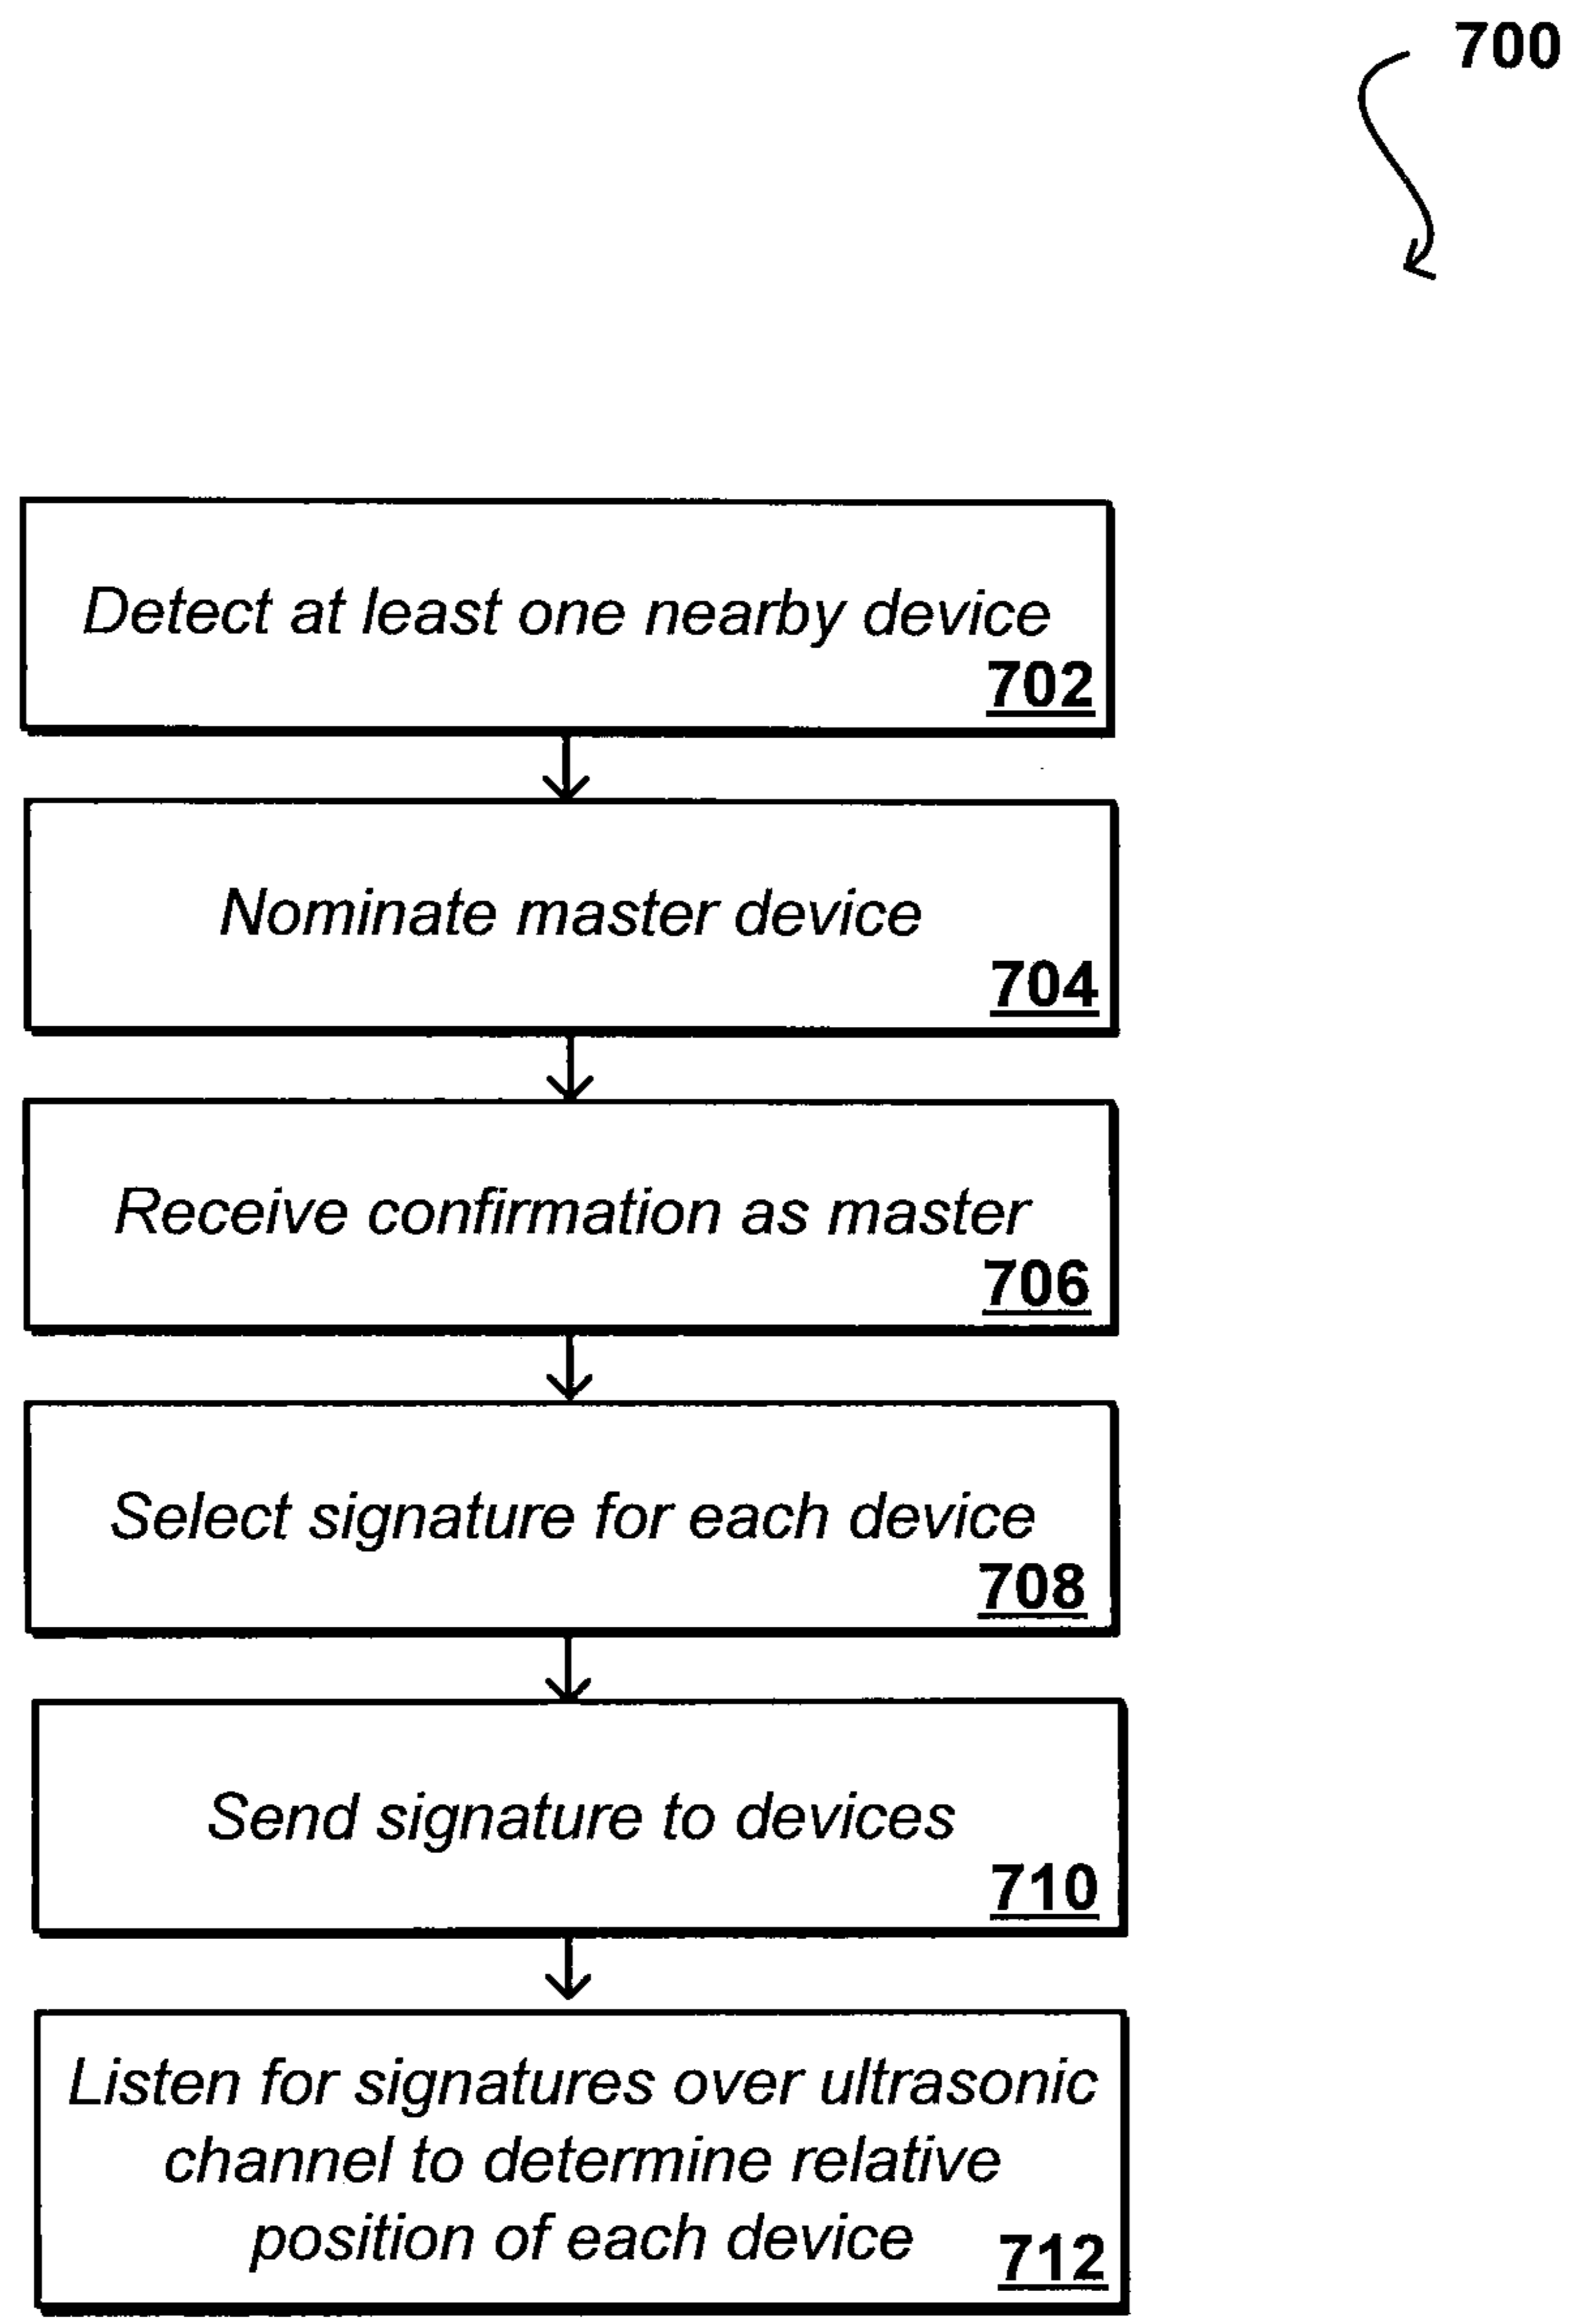 700
Detect at least one nearby device
702
Nominate master device
704
Receive confirmation as master
706
Select signature for each device
708
Send signature to devices
710
Listen for signatures over ultrasonic
channel to determine relative
position of each device
712